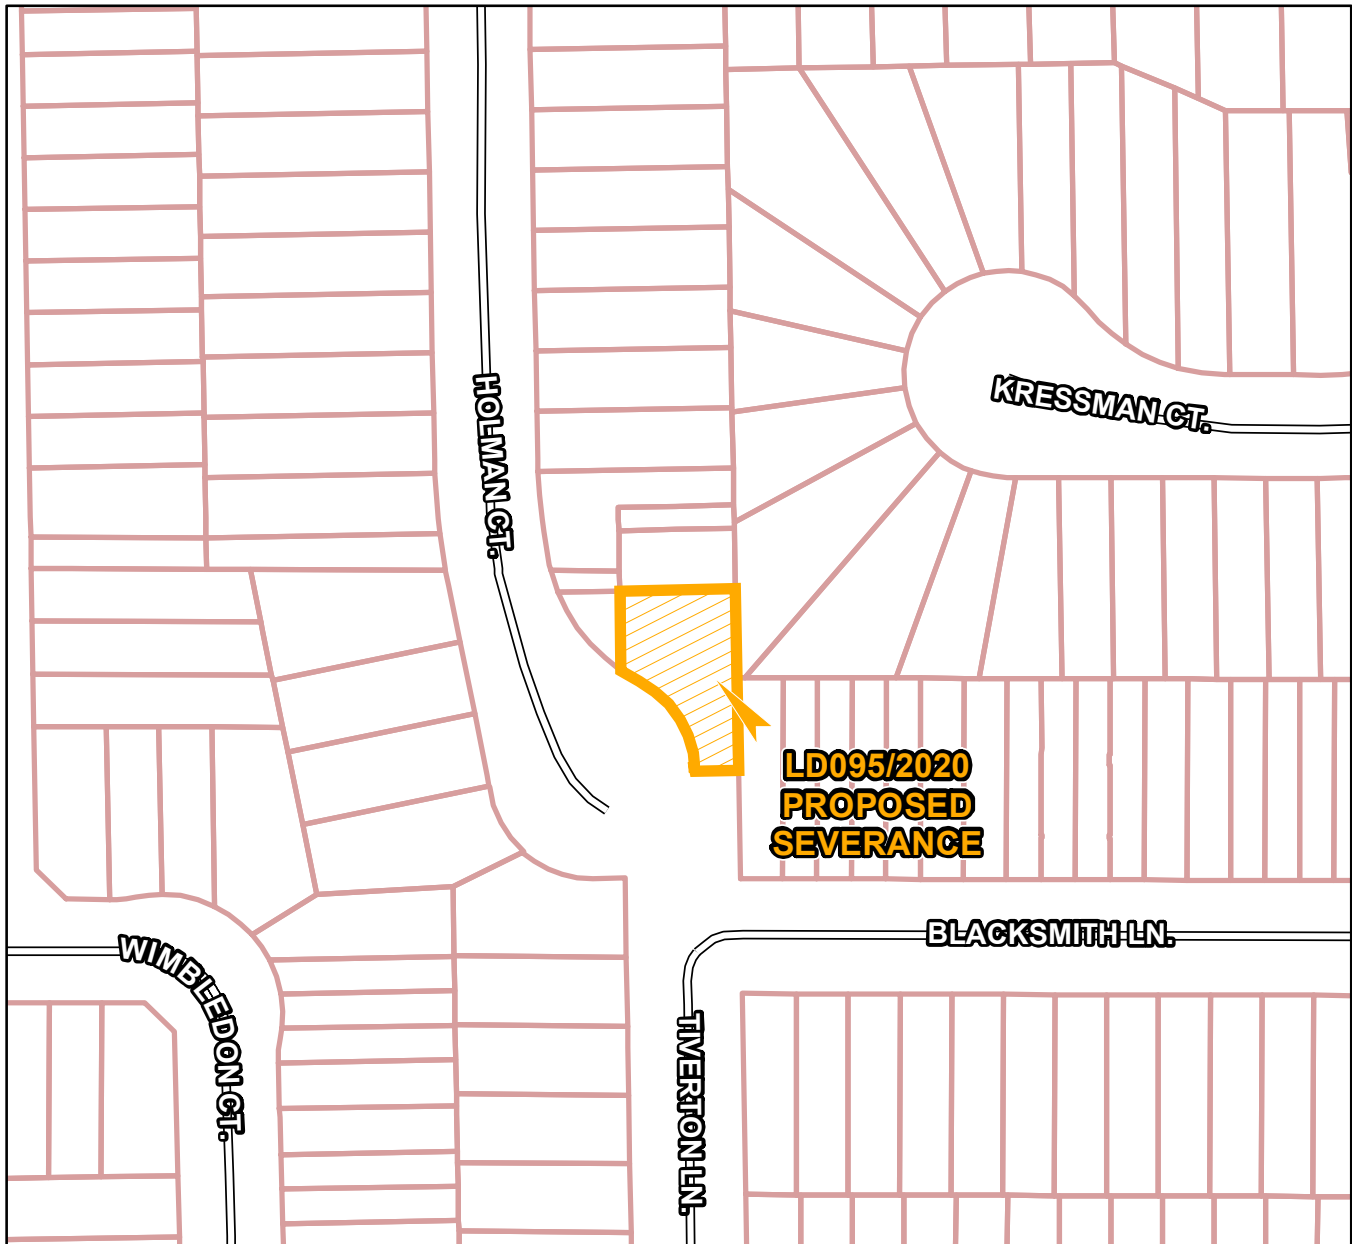 HOLMAN CT.
KRESSMAN CT.
LD095/2020
PROPOSED
SEVERANCE
BLACKSMITH LN.
WIMBLEDON CT.
TIVERTON LN.